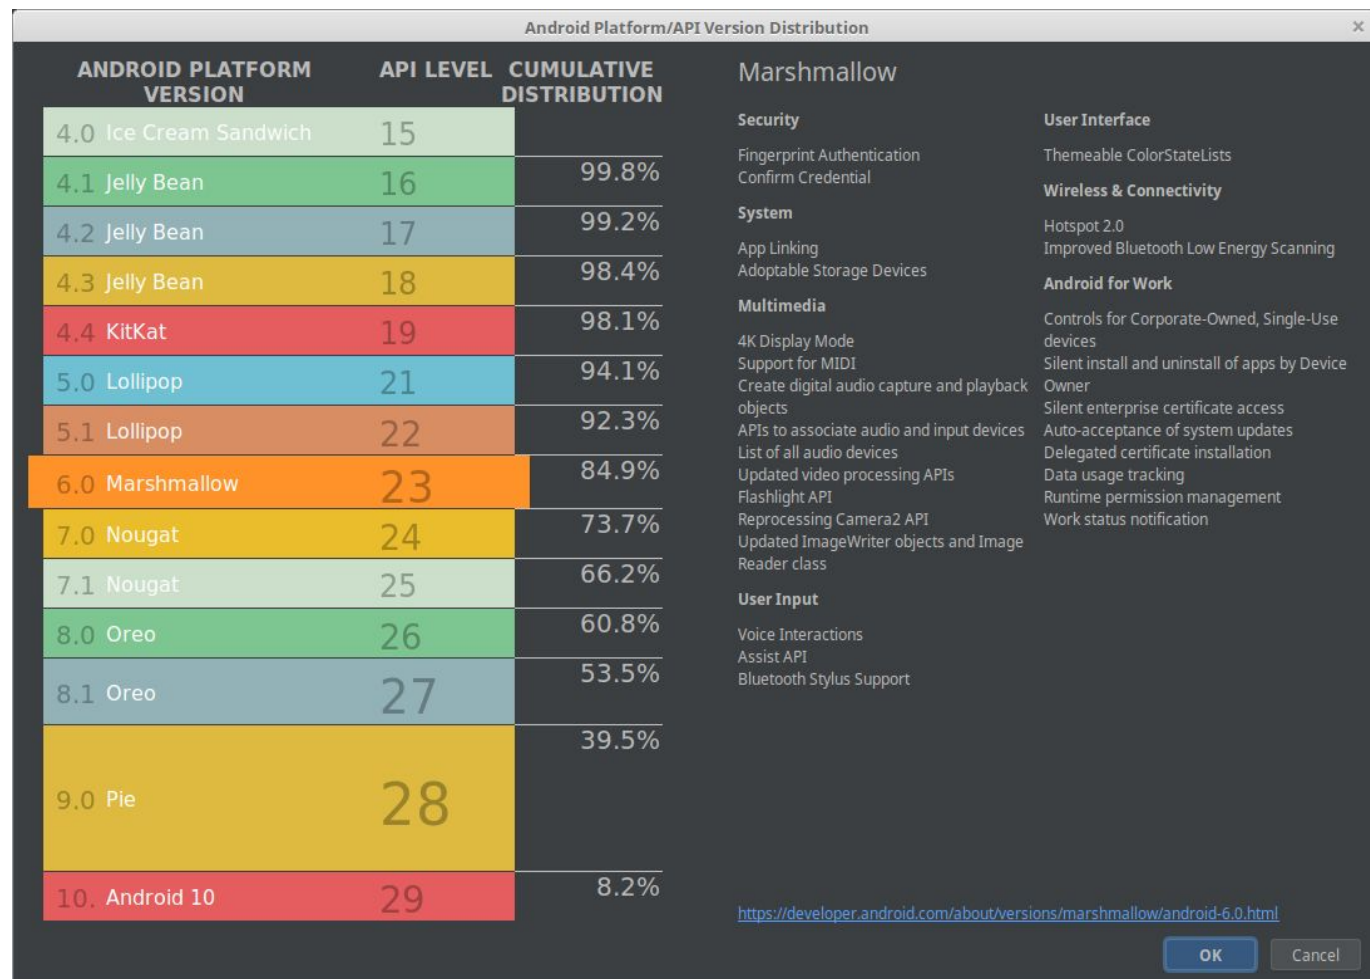 Android Platform/API Version Distribution
ANDROID PLATFORM VERSION
API LEVEL
CUMULATIVE DISTRIBUTION
4.0 Ice Cream Sandwich 15
4.1 Jelly Bean 16 99.8%
4.2 Jelly Bean 17 99.2%
4.3 Jelly Bean 18 98.4%
4.4 KitKat 19 98.1%
5.0 Lollipop 21 94.1%
5.1 Lollipop 22 92.3%
6.0 Marshmallow 23 84.9%
7.0 Nougat 24 73.7%
7.1 Nougat 25 66.2%
8.0 Oreo 26 60.8%
8.1 Oreo 27 53.5%
9.0 Pie 28 39.5%
10. Android 10 29 8.2%
Marshmallow
Security
Fingerprint Authentication
Confirm Credential
System
App Linking
Adoptable Storage Devices
Multimedia
4K Display Mode
Support for MIDI
Create digital audio capture and playback
objects
APIs to associate audio and input devices
List of all audio devices
Updated video processing APIs
Flashlight API
Reprocessing Camera2 API
Updated ImageWriter objects and Image
Reader class
User Input
Voice Interactions
Assist API
Bluetooth Stylus Support
User Interface
Themeable ColorStateLists
Wireless & Connectivity
Hotspot 2.0
Improved Bluetooth Low Energy Scanning
Android for Work
Controls for Corporate-Owned, Single-Use
devices
Silent install and uninstall of apps by Device
Owner
Silent enterprise certificate access
Auto-acceptance of system updates
Delegated certificate installation
Data usage tracking
Runtime permission management
Work status notification
https://developer.android.com/about/versions/marshmallow/android-6.0.html
OK
Cancel